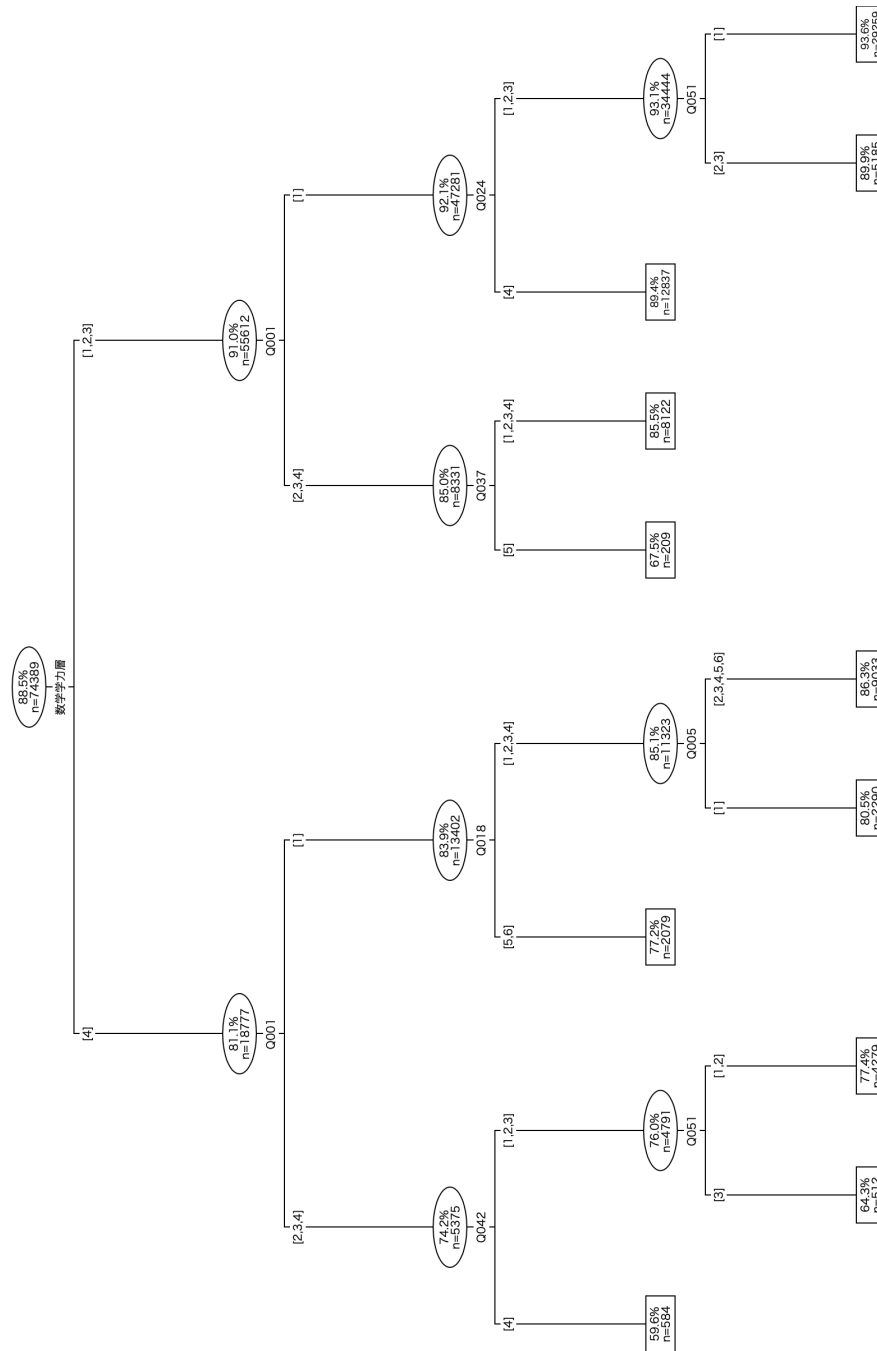 88.5%
n=74389
数学学力層
[4]
[1,2,3]
81.1%
n=18777
Q001
91.0%
n=55612
Q001
[2,3,4]
[1]
[2,3,4]
[1]
74.2%
n=5375
Q042
83.9%
n=13402
Q018
85.0%
n=8331
Q037
92.1%
n=47281
Q024
[4]
[1,2,3]
[5,6]
[1,2,3,4]
[5]
[1,2,3,4]
[4]
[1,2,3]
59.6%
n=584
76.0%
n=4791
Q051
77.2%
n=2079
85.1%
n=11323
Q005
67.5%
n=209
85.5%
n=8122
89.4%
n=12837
93.1%
n=34444
Q051
[3]
[1,2]
[1]
[2,3,4,5,6]
[2,3]
[1]
64.3%
n=512
77.4%
n=4279
80.5%
n=2290
86.3%
n=9033
89.9%
n=5185
93.6%
n=29259